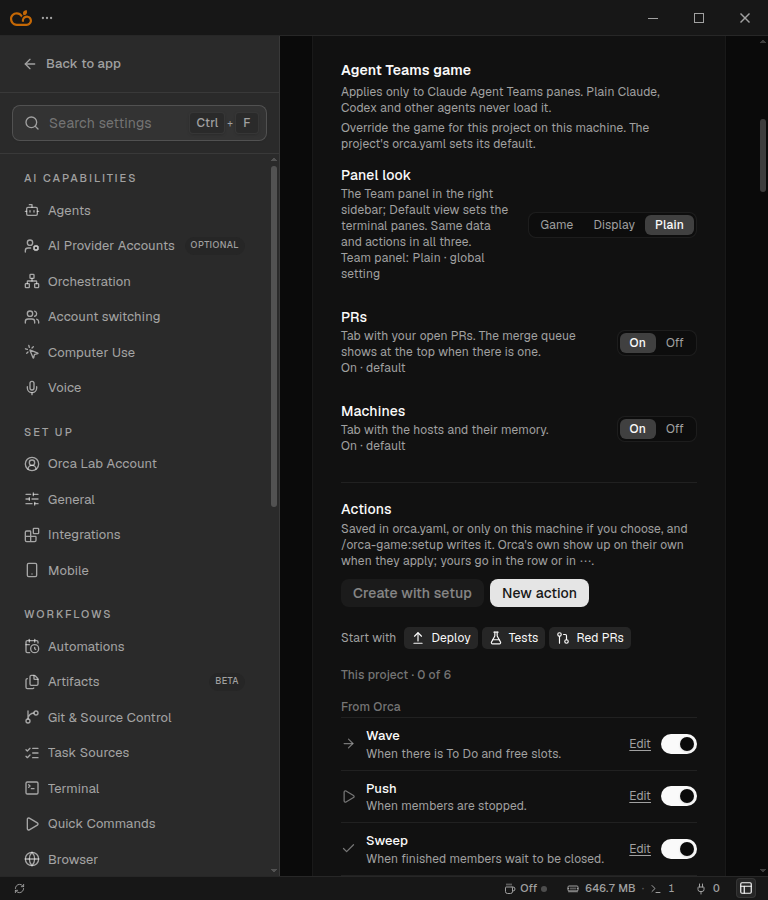 Back to app
Search settings
Ctrl + F
AI CAPABILITIES
Agents
AI Provider Accounts OPTIONAL
Orchestration
Account switching
Computer Use
Voice
SET UP
Orca Lab Account
General
Integrations
Mobile
WORKFLOWS
Automations
Artifacts BETA
Git & Source Control
Task Sources
Terminal
Quick Commands
Browser
Agent Teams game
Applies only to Claude Agent Teams panes. Plain Claude,
Codex and other agents never load it.
Override the game for this project on this machine. The
project's orca.yaml sets its default.
Panel look
The Team panel in the right
sidebar; Default view sets the
terminal panes. Same data
and actions in all three.
Team panel: Plain · global
setting
Game Display Plain
PRs
Tab with your open PRs. The merge queue
shows at the top when there is one.
On · default
On Off
Machines
Tab with the hosts and their memory.
On · default
On Off
Actions
Saved in orca.yaml, or only on this machine if you choose, and
/orca-game:setup writes it. Orca's own show up on their own
when they apply; yours go in the row or in ···.
Create with setup New action
Start with Deploy Tests Red PRs
This project · 0 of 6
From Orca
Wave
When there is To Do and free slots.
Edit
Push
When members are stopped.
Edit
Sweep
When finished members wait to be closed.
Edit
Off 646.7 MB · 1 0